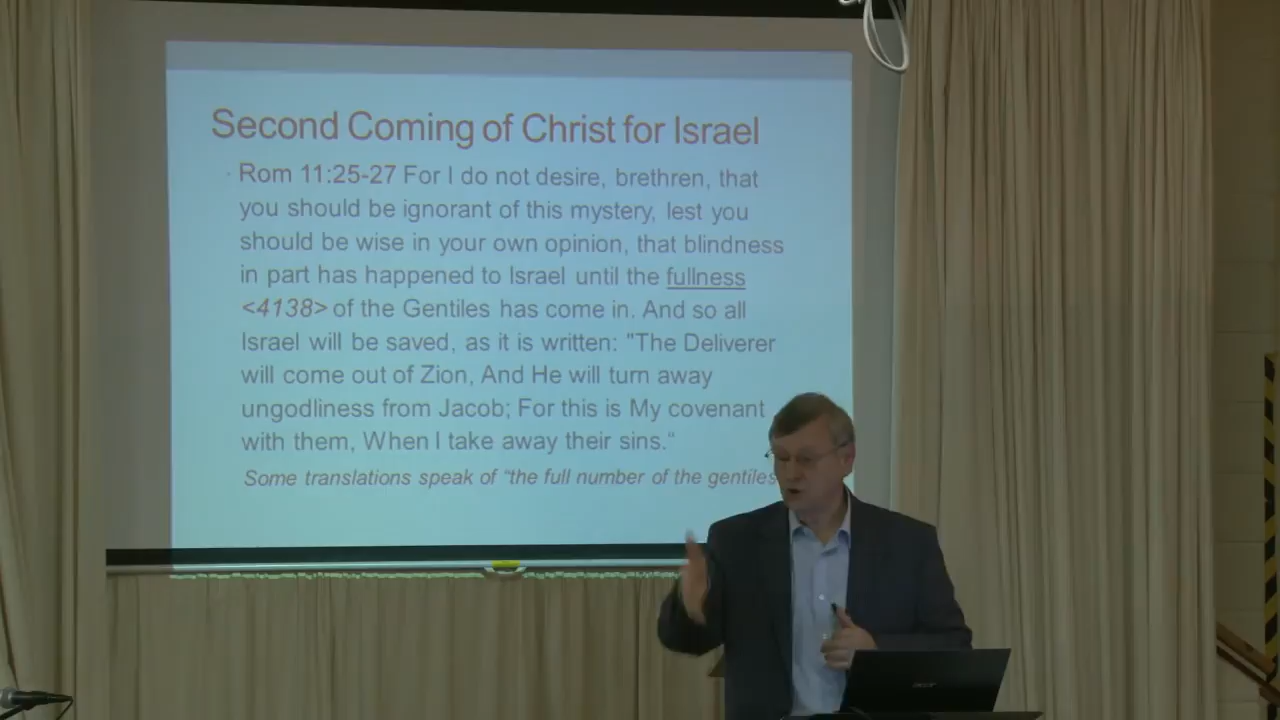 Second Coming of Christ for Israel
· Rom 11:25-27 For I do not desire, brethren, that
you should be ignorant of this mystery, lest you
should be wise in your own opinion, that blindness
in part has happened to Israel until the fullness
<4138> of the Gentiles has come in. And so all
Israel will be saved, as it is written: "The Deliverer
will come out of Zion, And He will turn away
ungodliness from Jacob; For this is My covenant
with them, When I take away their sins.“
Some translations speak of “the full number of the gentiles
acer